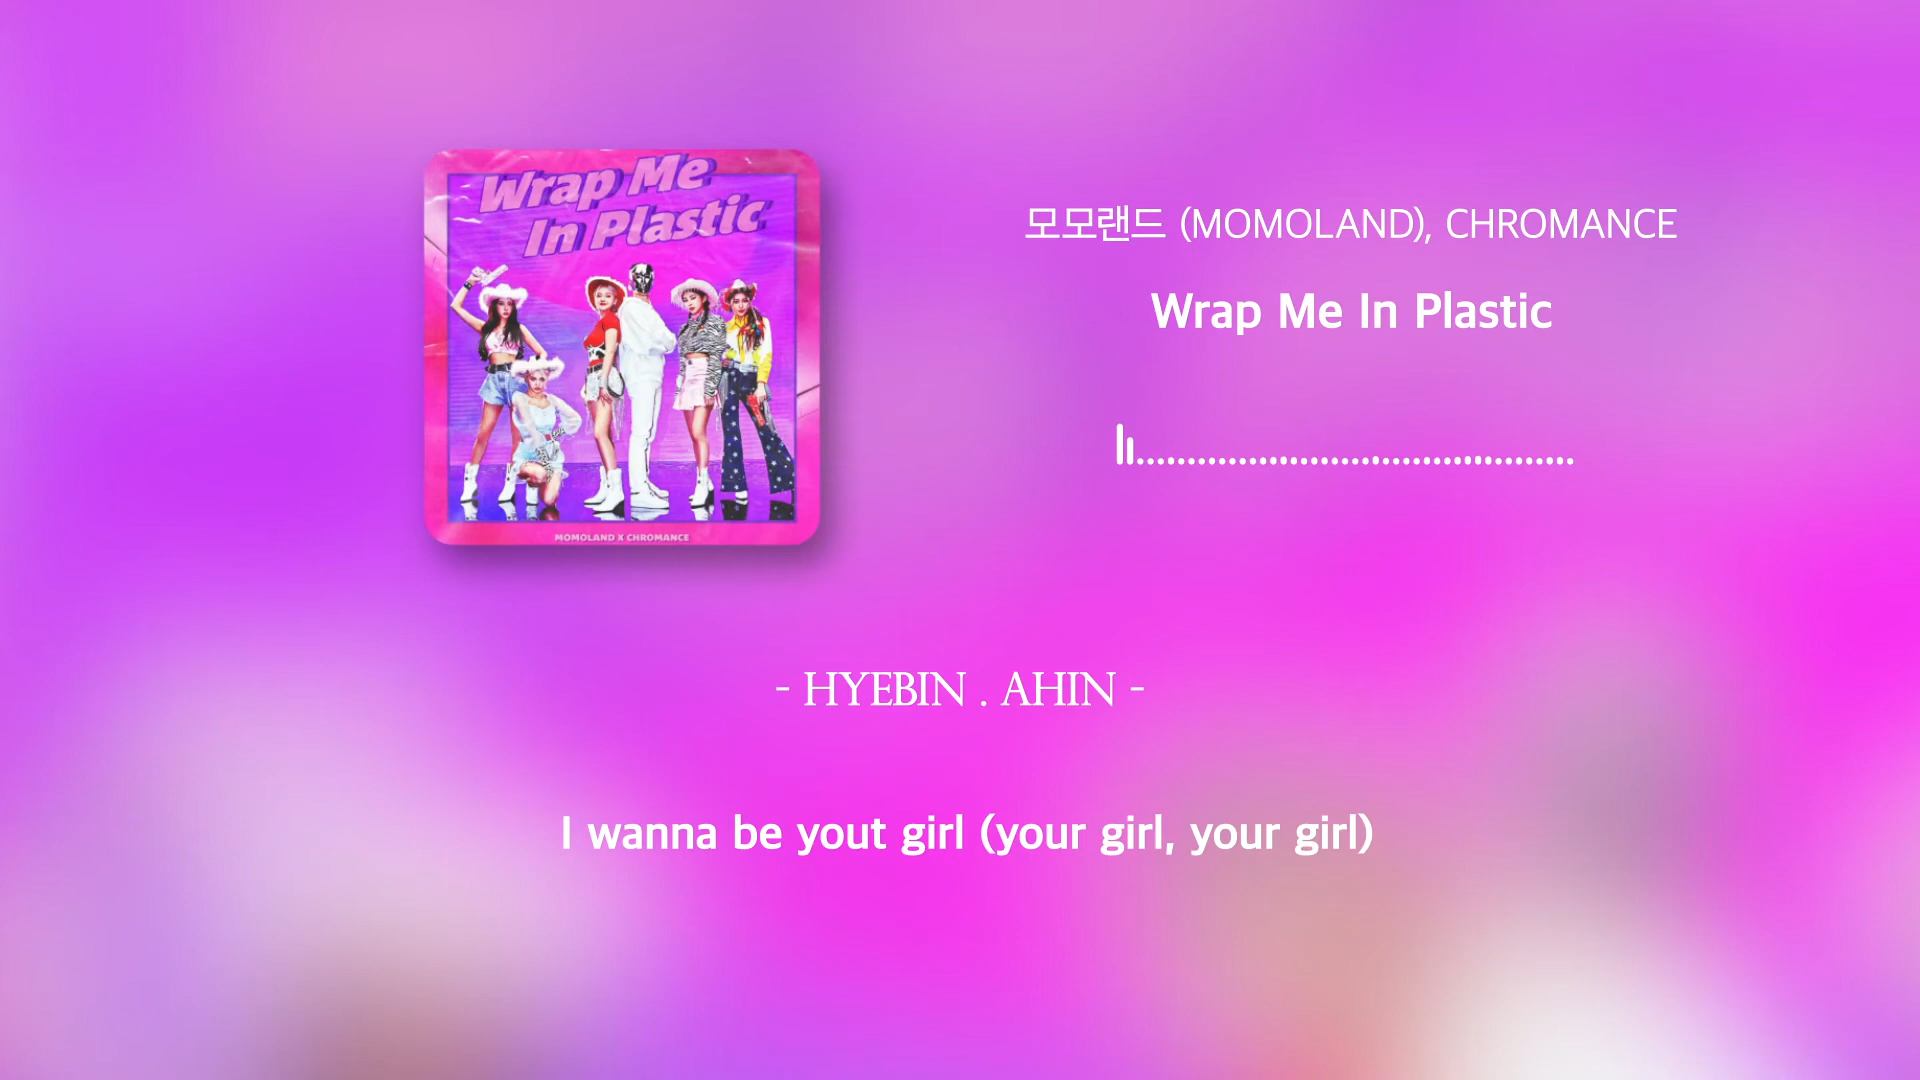 Wrap Me
In Plastic
MOMOLAND X CHROMANCE
모모랜드 (MOMOLAND), CHROMANCE
Wrap Me In Plastic
- HYEBIN . AHIN -
I wanna be yout girl (your girl, your girl)